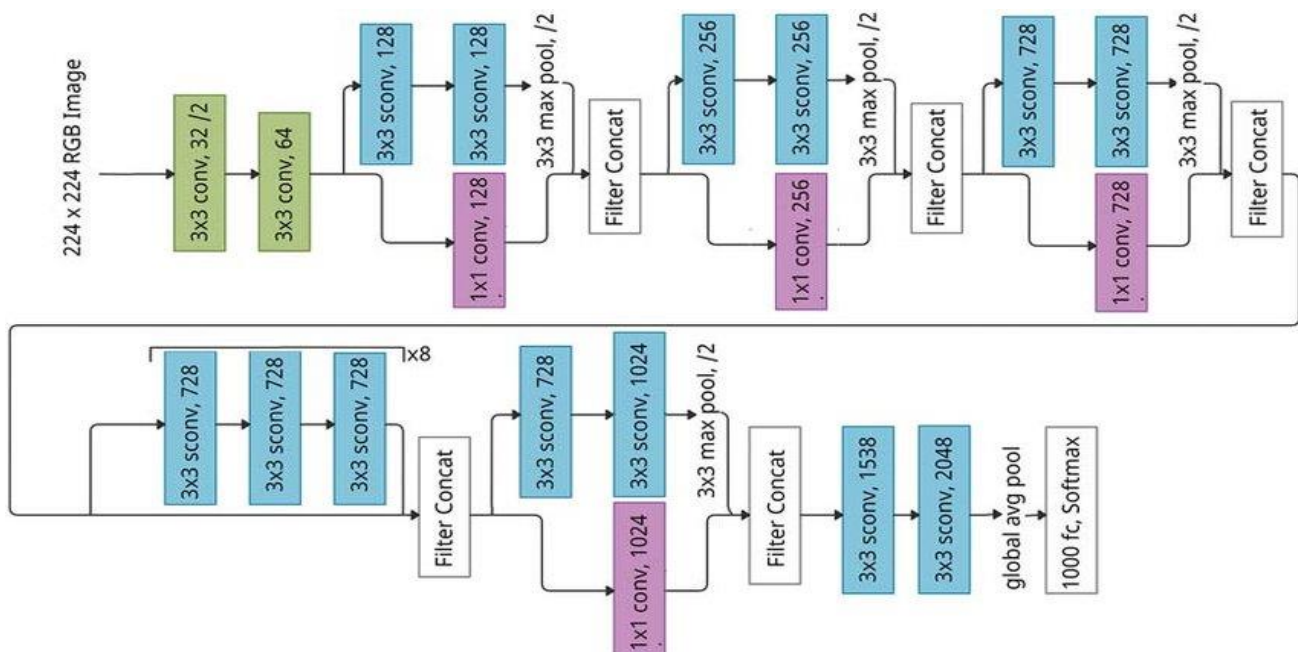 224 x 224 RGB Image
3x3 conv, 32 /2
3x3 conv, 64
3x3 sconv, 128
3x3 sconv, 128
3x3 max pool, /2
1x1 conv, 128
Filter Concat
3x3 sconv, 256
3x3 sconv, 256
3x3 max pool, /2
1x1 conv, 256
Filter Concat
3x3 sconv, 728
3x3 sconv, 728
3x3 max pool, /2
1x1 conv, 728
Filter Concat
3x3 sconv, 728
3x3 sconv, 728
3x3 sconv, 728
x8
Filter Concat
3x3 sconv, 728
3x3 sconv, 1024
3x3 max pool, /2
1x1 conv, 1024
Filter Concat
3x3 sconv, 1538
3x3 sconv, 2048
global avg pool
1000 fc, Softmax